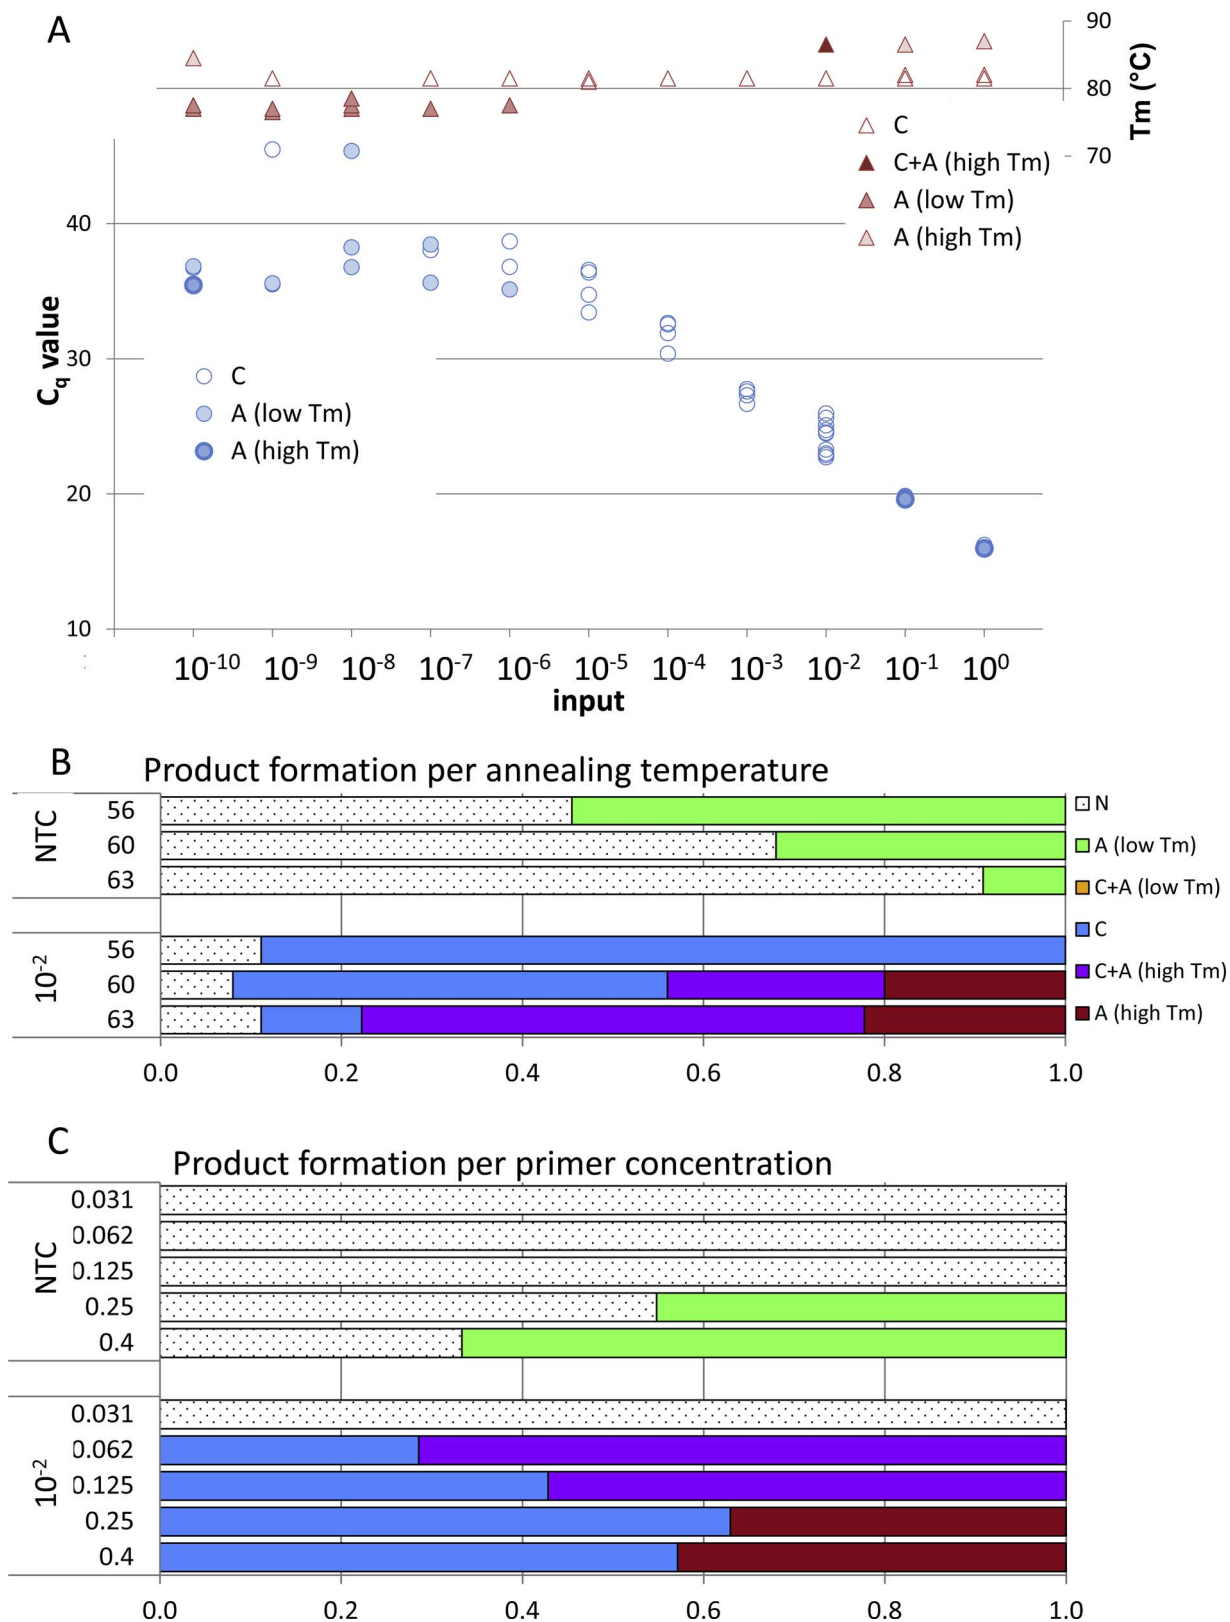 A
90
80
70
Tm (°C)
C
C+A (high Tm)
A (low Tm)
A (high Tm)
40
30
20
10
Cq value
C
A (low Tm)
A (high Tm)
10-10 10-9 10-8 10-7 10-6 10-5 10-4 10-3 10-2 10-1 100
input
B
Product formation per annealing temperature
NTC
56
60
63
10-2
56
60
63
0.0 0.2 0.4 0.6 0.8 1.0
N
A (low Tm)
C+A (low Tm)
C
C+A (high Tm)
A (high Tm)
C
Product formation per primer concentration
NTC
0.031
0.062
0.125
0.25
0.4
10-2
0.031
0.062
0.125
0.25
0.4
0.0 0.2 0.4 0.6 0.8 1.0